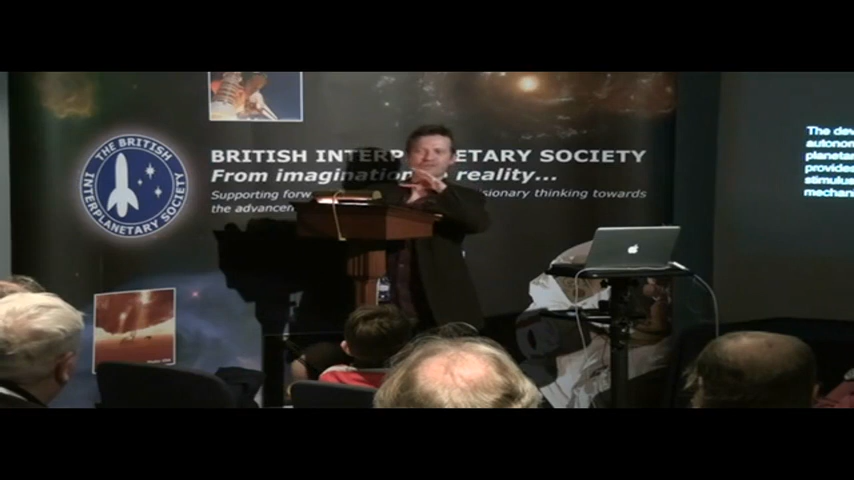 THE BRITISH
INTERPLANETARY SOCIETY
BRITISH INTERP ETARY SOCIETY
From imagination reality...
Supporting forw ssionary thinking towards
the advancem
The dev
autonom
planetar
provides
stimulus
mechan